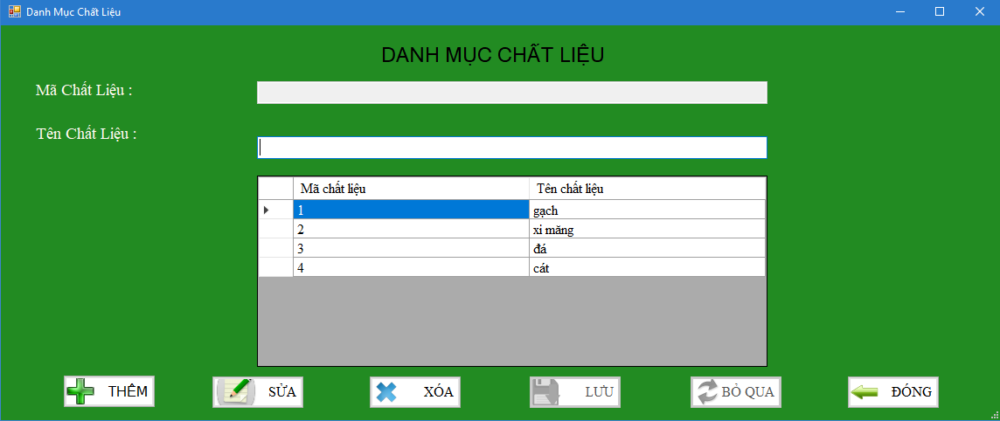 Danh Mục Chất Liệu
DANH MỤC CHẤT LIỆU
Mã Chất Liệu :
Tên Chất Liệu :
Mã chất liệu Tên chất liệu
1 gạch
2 xi măng
3 đá
4 cát
THÊM SỬA XÓA LƯU BỎ QUA ĐÓNG